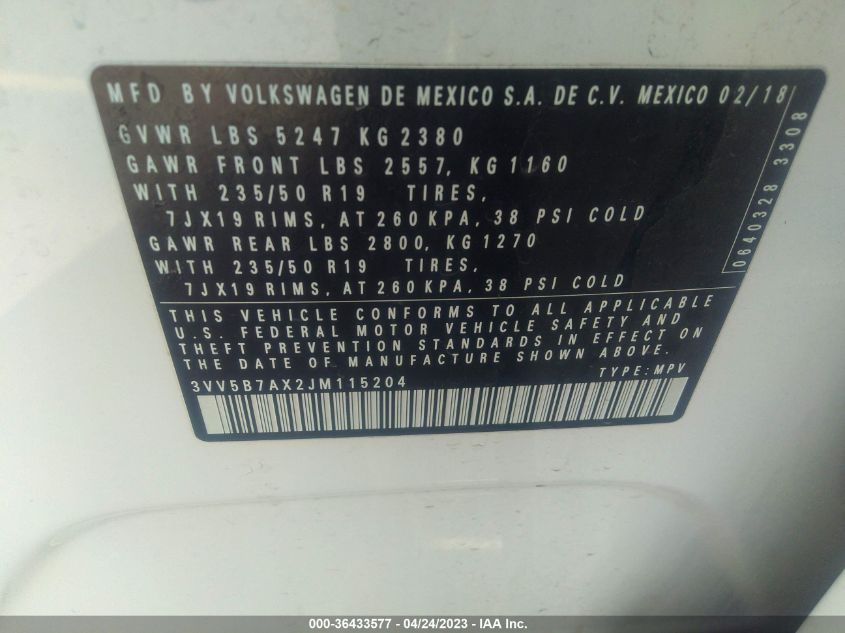 MFD BY VOLKSWAGEN DE MEXICO S.A. DE C.V. MEXICO 02/18
GVWR LBS 5247 KG 2380
GAWR FRONT LBS 2557, KG 1160
WITH 235/50 R19 TIRES,
7JX19 RIMS, AT 260 KPA, 38 PSI COLD
GAWR REAR LBS 2800, KG 1270
WITH 235/50 R19 TIRES,
7JX19 RIMS, AT 260 KPA, 38 PSI COLD
THIS VEHICLE CONFORMS TO ALL APPLICABLE
U.S. FEDERAL MOTOR VEHICLE SAFETY AND
THEFT PREVENTION STANDARDS IN EFFECT ON
THE DATE OF MANUFACTURE SHOWN ABOVE.
3VV5B7AX2JM115204 TYPE: MPV
0640328 3308
000-36433577 - 04/24/2023 - IAA Inc.